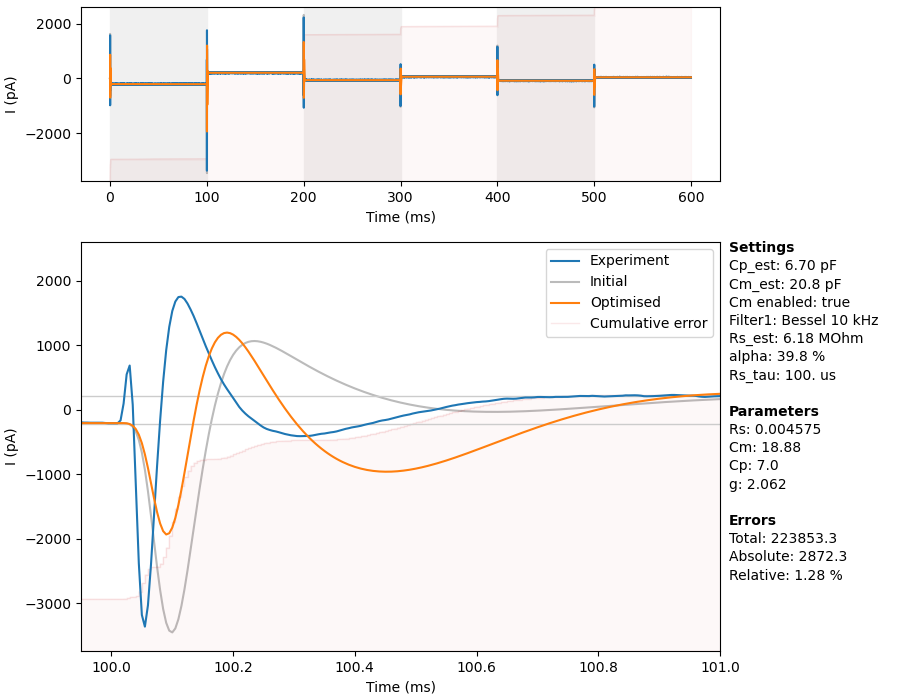 2000
0
−2000
I (pA)
0 100 200 300 400 500 600
Time (ms)
2000
1000
0
−1000
−2000
−3000
I (pA)
100.0 100.2 100.4 100.6 100.8 101.0
Time (ms)
Experiment
Initial
Optimised
Cumulative error
Settings
Cp_est: 6.70 pF
Cm_est: 20.8 pF
Cm enabled: true
Filter1: Bessel 10 kHz
Rs_est: 6.18 MOhm
alpha: 39.8 %
Rs_tau: 100. us
Parameters
Rs: 0.004575
Cm: 18.88
Cp: 7.0
g: 2.062
Errors
Total: 223853.3
Absolute: 2872.3
Relative: 1.28 %